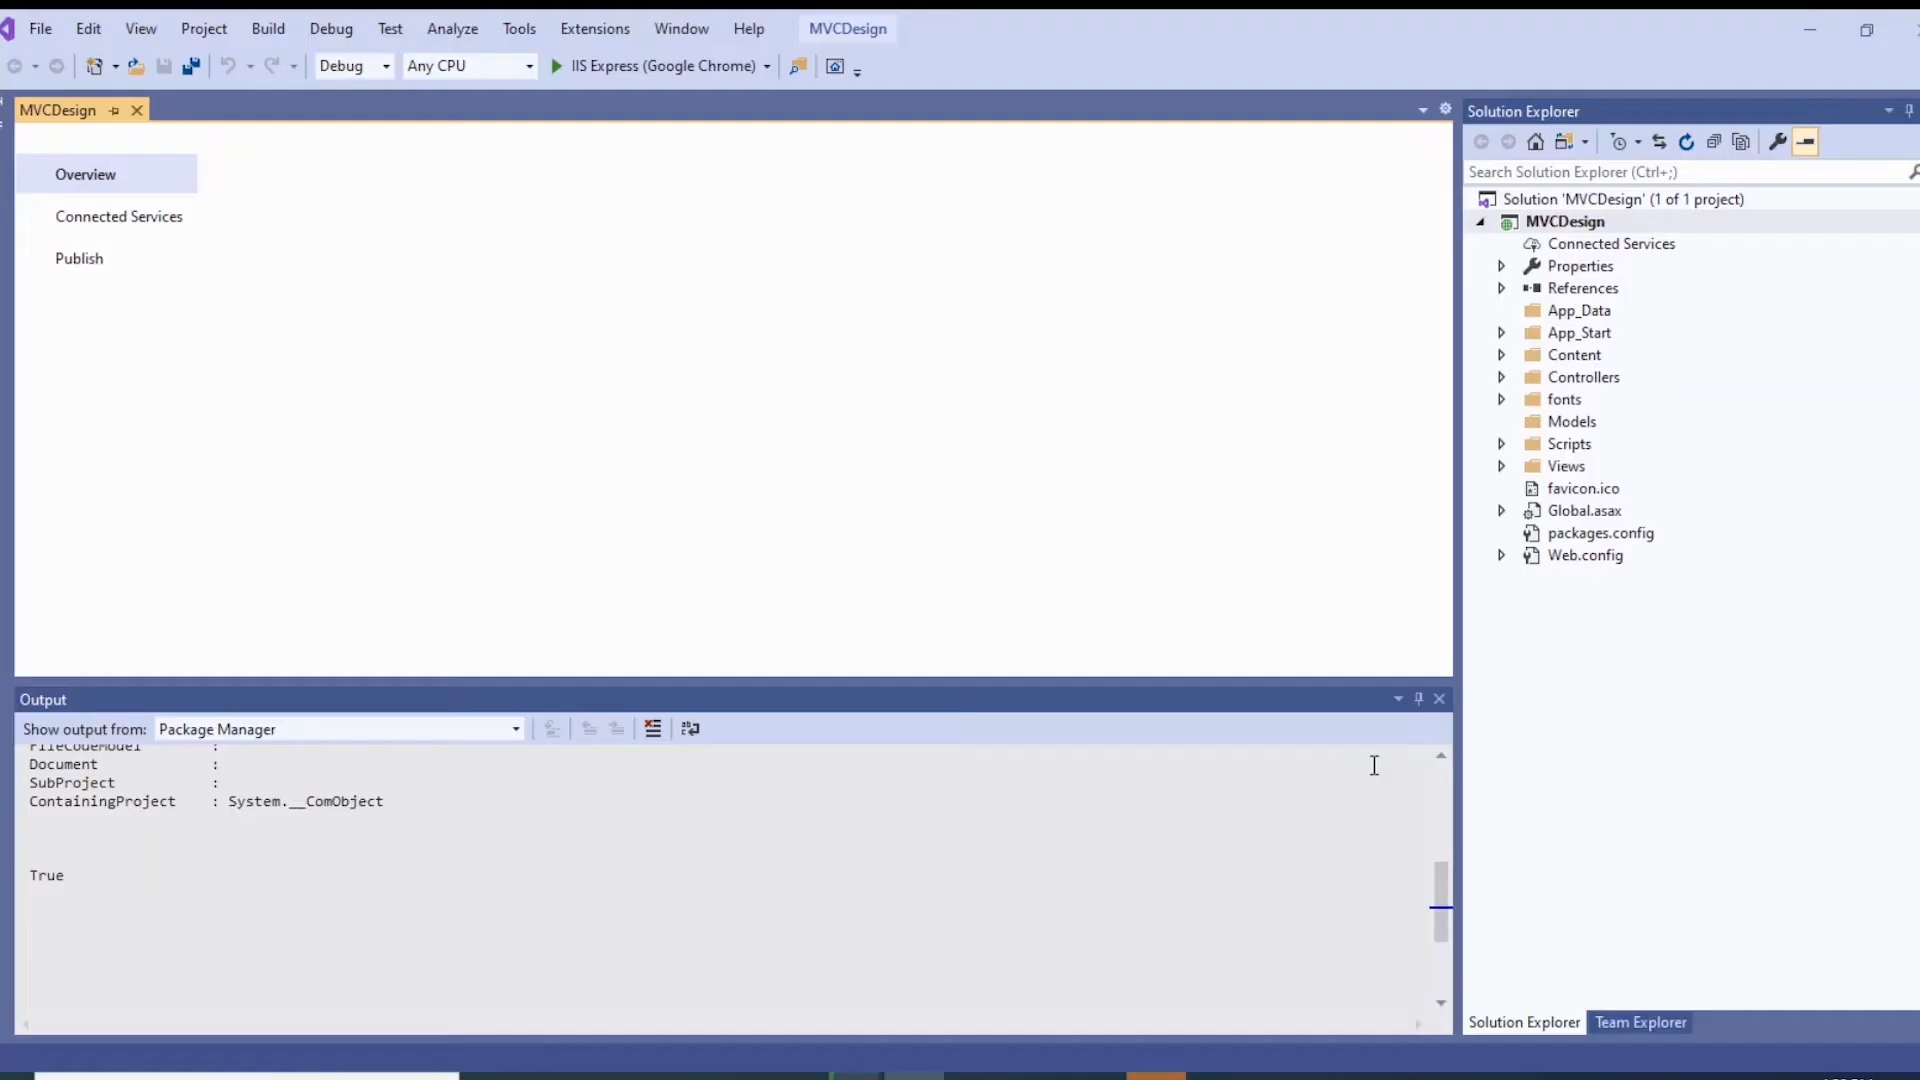 File Edit View Project Build Debug Test Analyze Tools Extensions Window Help MVCDesign
Debug Any CPU IIS Express (Google Chrome)
MVCDesign
Overview
Connected Services
Publish
Output
Show output from: Package Manager
FileCodeModel :
Document :
SubProject :
ContainingProject : System.__ComObject
True
Solution Explorer
Search Solution Explorer (Ctrl+;)
Solution 'MVCDesign' (1 of 1 project)
MVCDesign
Connected Services
Properties
References
App_Data
App_Start
Content
Controllers
fonts
Models
Scripts
Views
favicon.ico
Global.asax
packages.config
Web.config
Solution Explorer Team Explorer